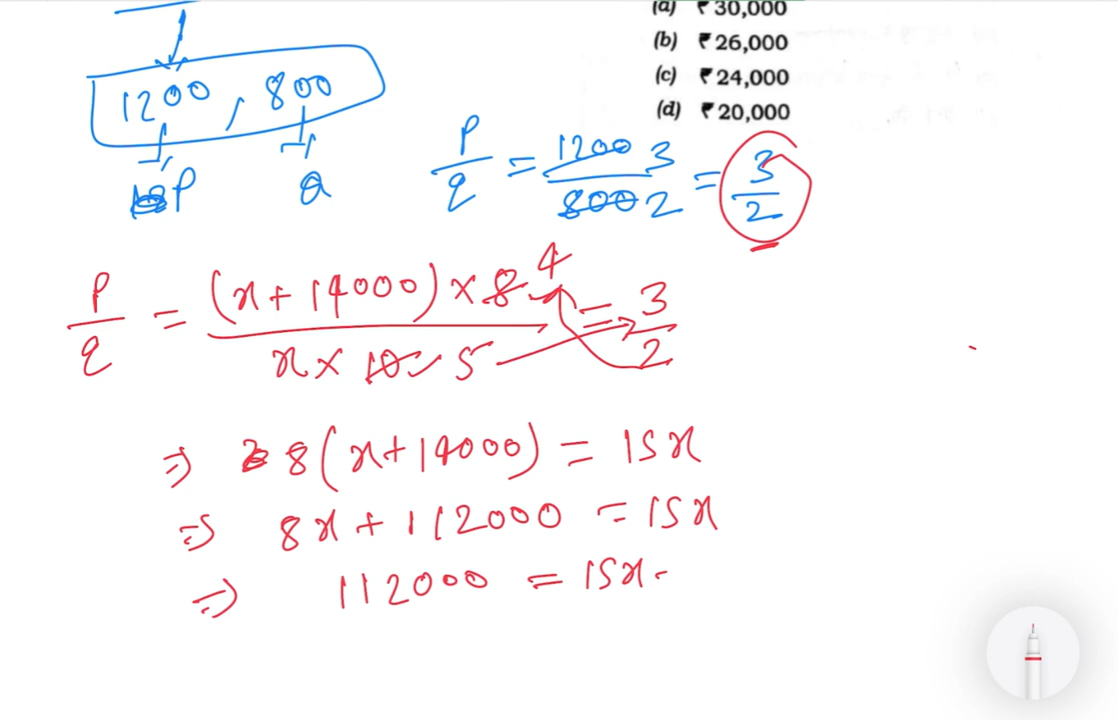 (a) ₹30,000
(b) ₹26,000
(c) ₹24,000
(d) ₹20,000
1200, 800
P Q
P/q = 1200 3/800 2 = 3/2
P/q = (x+14000)×8 4/x×10 5 = 3/2
⇒ 8(x+14000) = 15x
⇒ 8x+112000 = 15x
⇒ 112000 = 15x-